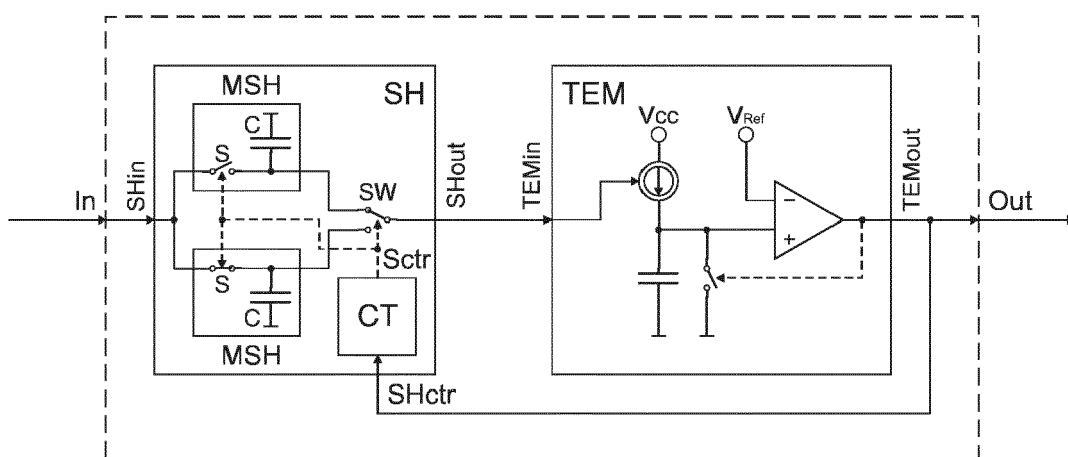 MSH
SH
C
S
SW
In
SHin
SHout
S
Sctr
C
CT
MSH
SHctr
TEM
VCC
VRef
TEMin
−
+
TEMout
Out